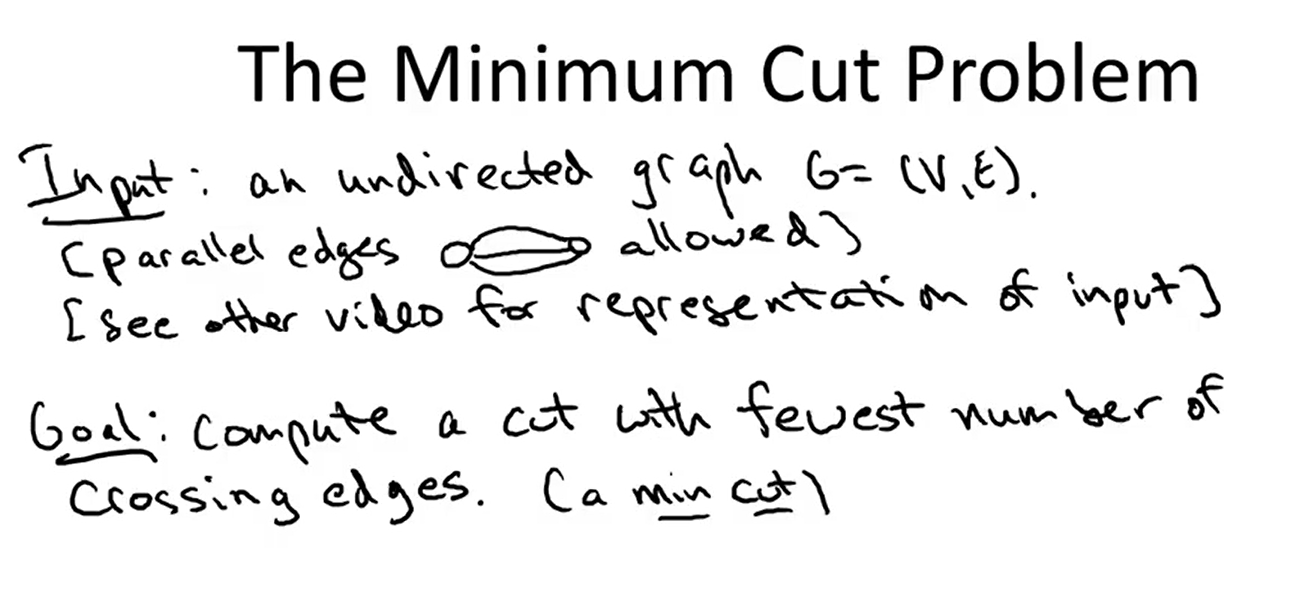 The Minimum Cut Problem
Input: an undirected graph G= (V,E).
[parallel edges allowed]
[see other video for representation of input]
Goal: compute a cut with fewest number of
crossing edges. (a min cut)